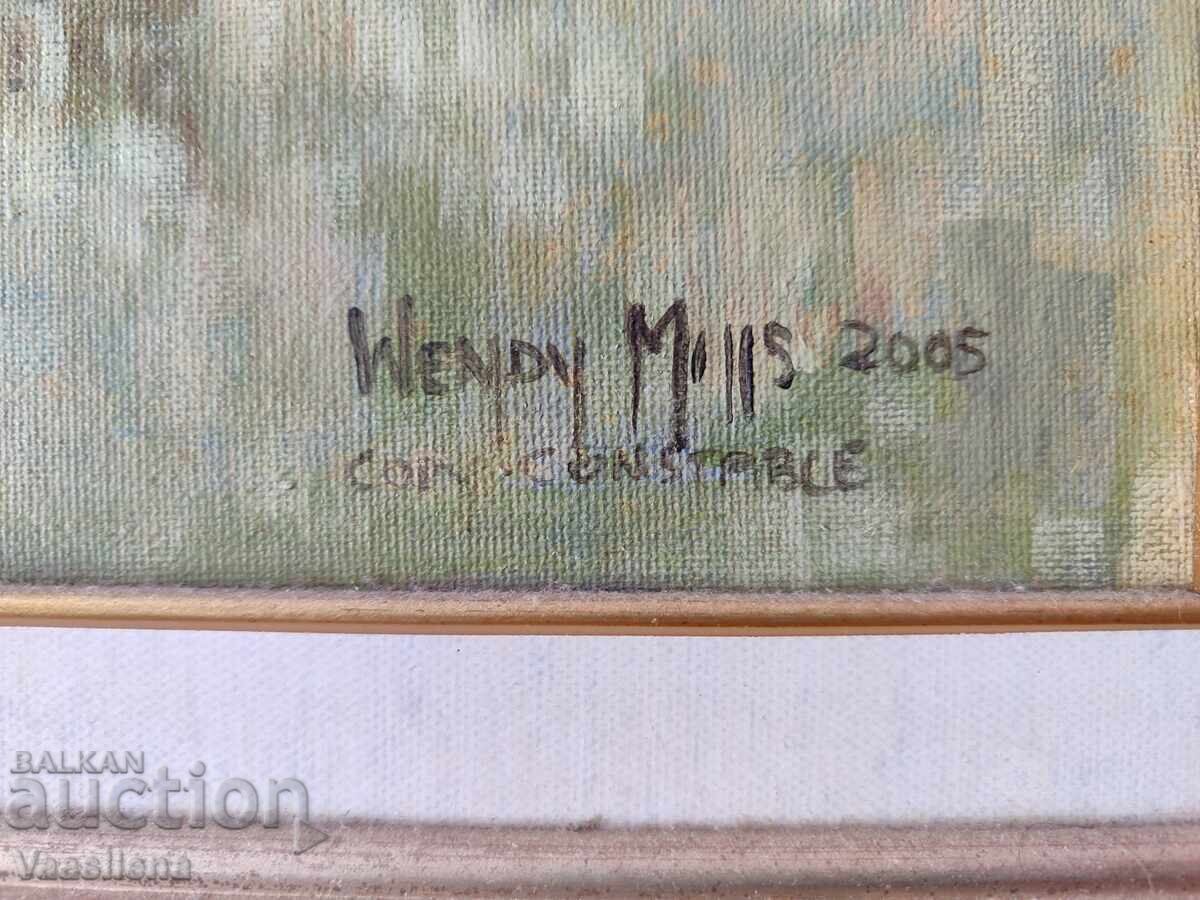 WENDY Mills 2005
COP. CONSTABLE
BALKAN
auction
Vaasilena